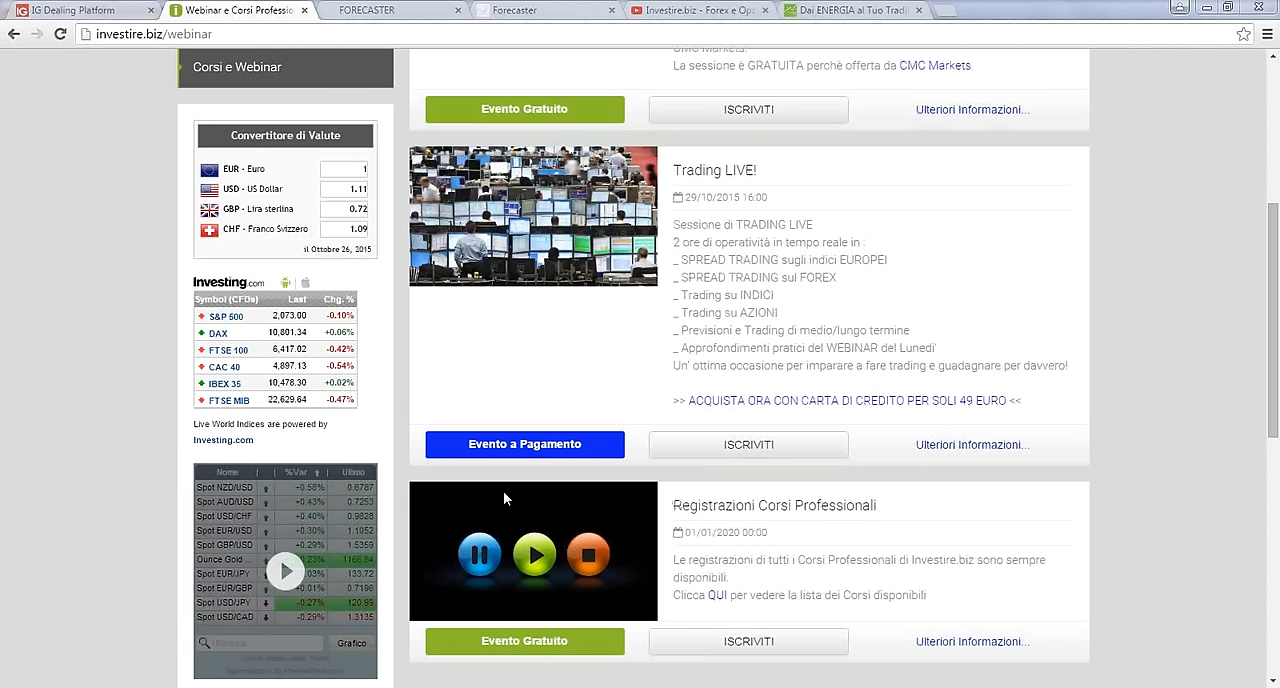 IG Dealing Platform
Webinar e Corsi Professio
FORECASTER
Forecaster
Investire.biz - Forex e Op
Dai ENERGIA al Tuo Tradi
investire.biz/webinar
Corsi e Webinar
Convertitore di Valute
EUR - Euro 1
USD - US Dollar 1.11
GBP - Lira sterlina 0.72
CHF - Franco Svizzero 1.09
il Ottobre 26, 2015
Investing.com
Symbol (CFDs) Last Chg. %
S&P 500 2,073.00 -0.10%
DAX 10,801.34 +0.06%
FTSE 100 6,417.02 -0.42%
CAC 40 4,897.13 -0.54%
IBEX 35 10,478.30 +0.02%
FTSE MIB 22,629.64 -0.47%
Live World Indices are powered by
Investing.com
Nome %Var Ultimo
Spot NZD/USD +0.58% 0.6787
Spot AUD/USD +0.43% 0.7253
Spot USD/CHF +0.40% 0.9828
Spot EUR/USD +0.30% 1.1052
Spot GBP/USD +0.29% 1.5359
Ounce Gold 0.23% 1166.84
Spot EUR/JPY 03% 133.72
Spot EUR/GBP +0.01% 0.7196
Spot USD/JPY -0.27% 120.99
Spot USD/CAD -0.29% 1.3135
Ricerca Grafico
CMC Markets.
La sessione è GRATUITA perchè offerta da CMC Markets.
Evento Gratuito ISCRIVITI Ulteriori Informazioni...
Trading LIVE!
29/10/2015 16:00
Sessione di TRADING LIVE
2 ore di operatività in tempo reale in :
_ SPREAD TRADING sugli indici EUROPEI
_ SPREAD TRADING sul FOREX
_ Trading su INDICI
_ Trading su AZIONI
_ Previsioni e Trading di medio/lungo termine
_ Approfondimenti pratici del WEBINAR del Lunedi'
Un' ottima occasione per imparare a fare trading e guadagnare per davvero!
>> ACQUISTA ORA CON CARTA DI CREDITO PER SOLI 49 EURO <<
Evento a Pagamento ISCRIVITI Ulteriori Informazioni...
Registrazioni Corsi Professionali
01/01/2020 00:00
Le registrazioni di tutti i Corsi Professionali di Investire.biz sono sempre
disponibili.
Clicca QUI per vedere la lista dei Corsi disponibili
Evento Gratuito ISCRIVITI Ulteriori Informazioni...